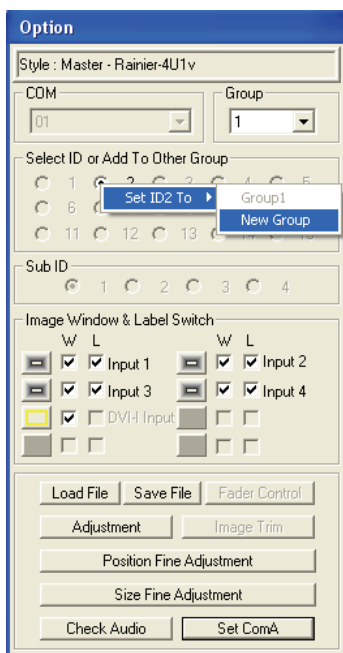 Option
Style : Master - Rainier-4U1v
COM Group
01 1
Select ID or Add To Other Group
1 2 3 4 5
Set ID2 To Group1
6 New Group
11 12 13
Sub ID
1 2 3 4
Image Window & Label Switch
W L W L
Input 1 Input 2
Input 3 Input 4
DVI-I Input
Load File Save File Fader Control
Adjustment Image Trim
Position Fine Adjustment
Size Fine Adjustment
Check Audio Set ComA